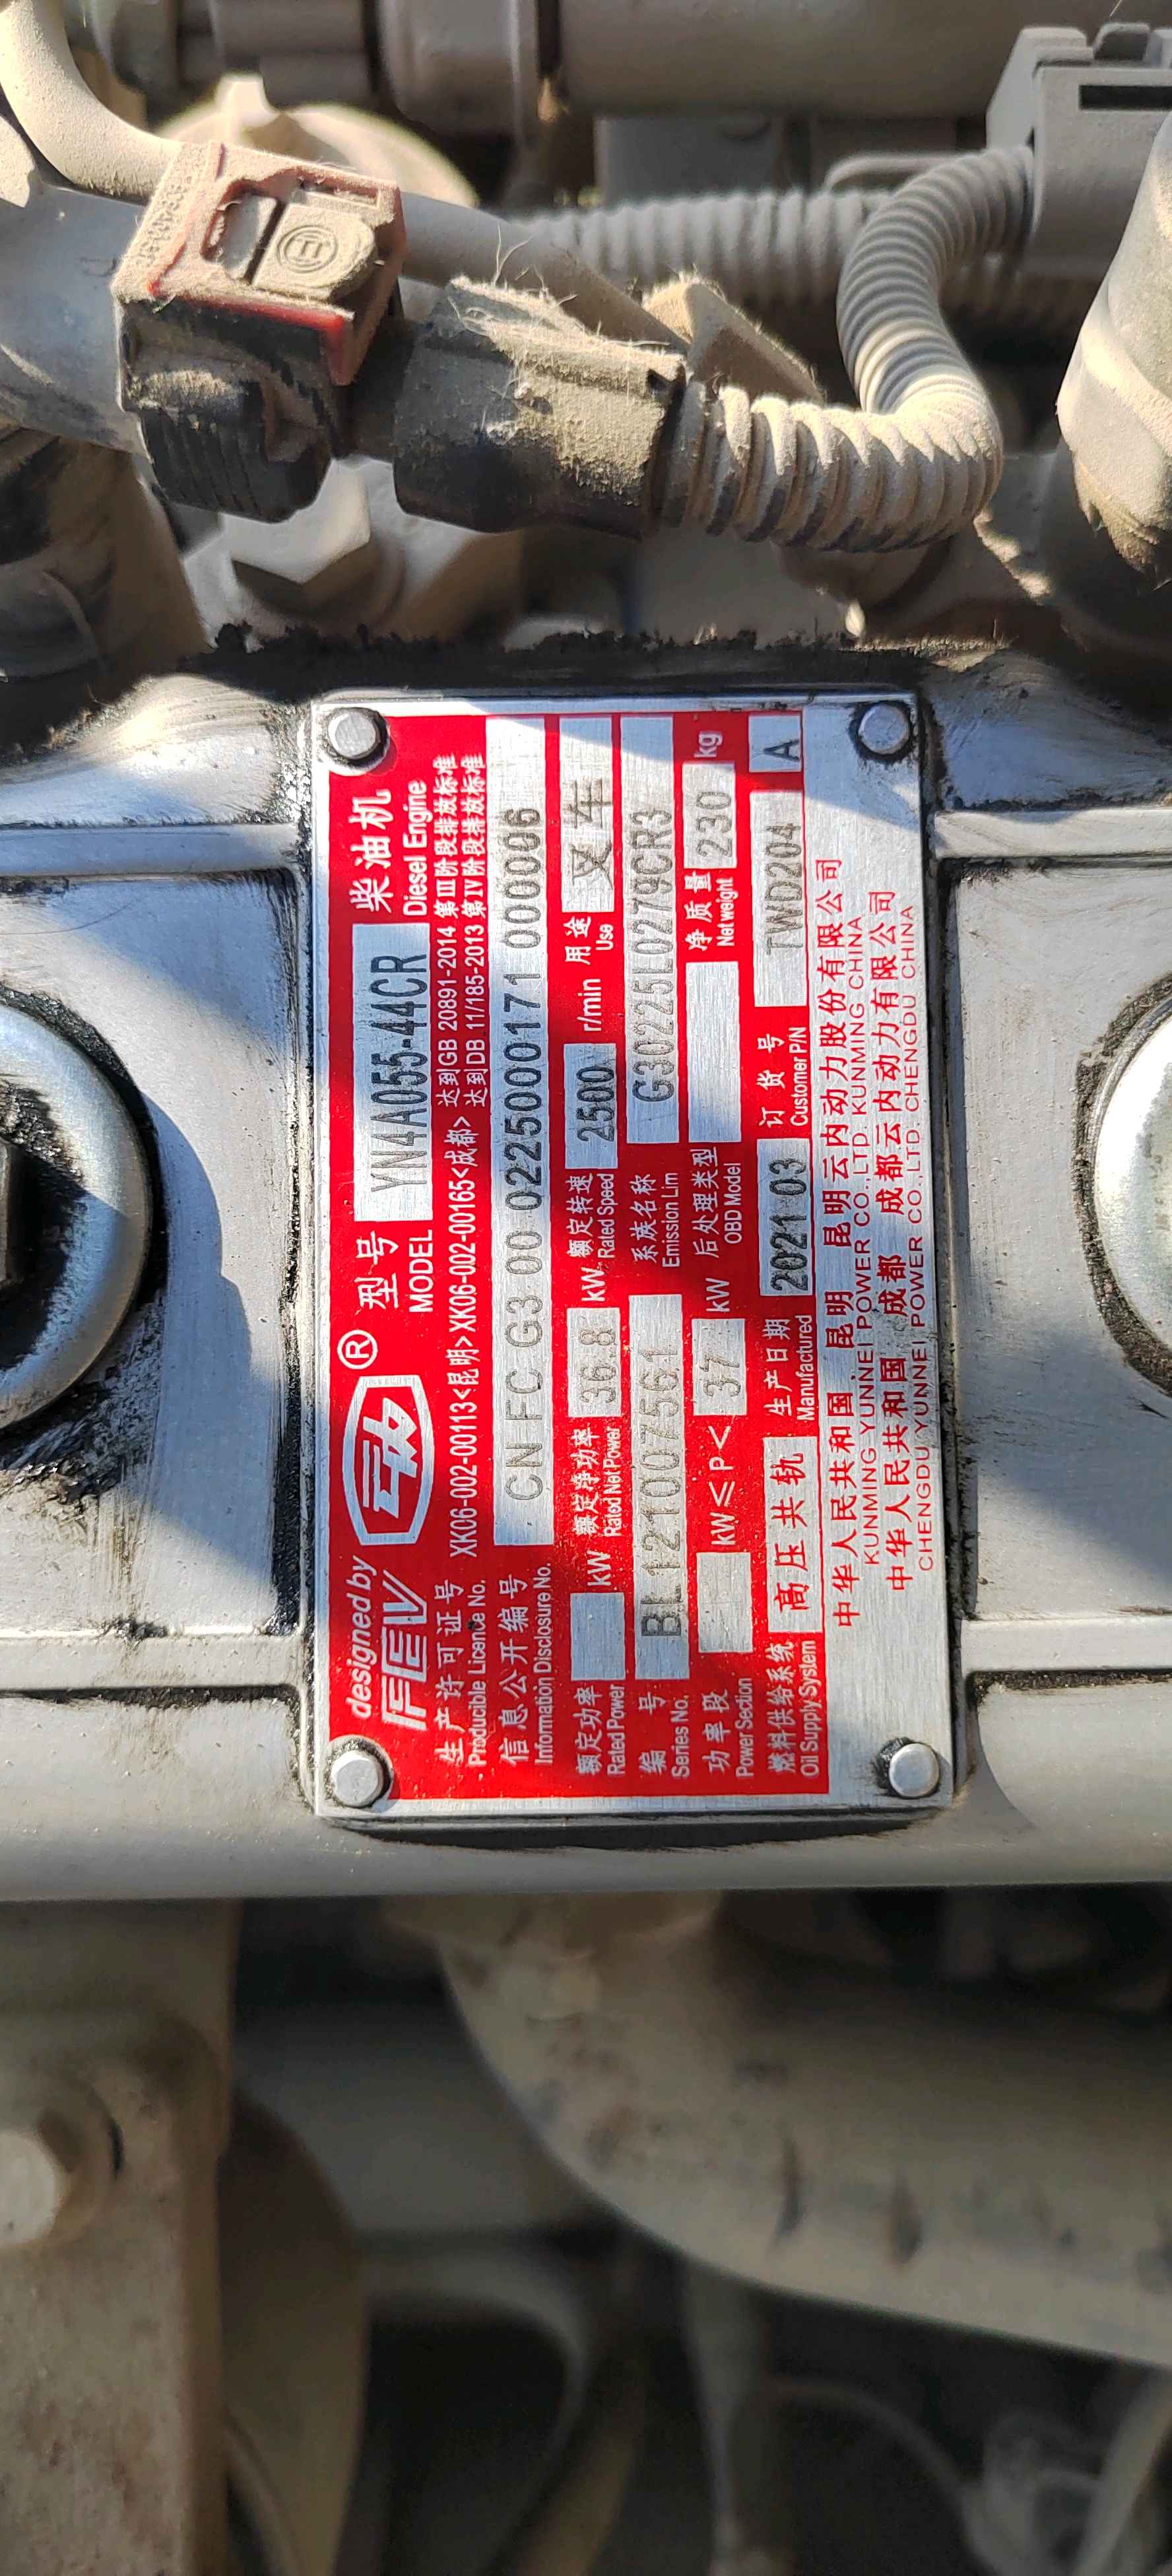 designed by
FEV
云内 ® 型号 MODEL YN4A055-44CR 柴油机 Diesel Engine
生产许可证号 Producible Licence No. XK06-002-00113<昆明> XK06-002-00165<成都> 达到GB 20891-2014 第III阶段排放标准
达到DB 11/185-2013 第IV阶段排放标准
信息公开编号 Information Disclosure No. CN FC G3 00 0225000171 000006
额定功率 Rated Power kW 额定净功率 Rated Net Power 36.8 kW 额定转速 Rated Speed 2500 r/min 用途 Use 叉车
编号 Series No. BL121007561 系族名称 Emission Lim G30225L0279CR3
功率段 Power Section kW≤P< 37 kW 后处理类型 OBD Model 净质量 Net weight 230 kg
燃料供给系统 Oil Supply System 高压共轨 生产日期 Manufactured 2021 03 订货号 Customer P/N TWD204 A
中华人民共和国 昆明 昆明云内动力股份有限公司
KUNMING YUNNEI POWER CO.,LTD. KUNMING CHINA
中华人民共和国 成都 成都云内动力有限公司
CHENGDU YUNNEI POWER CO.,LTD. CHENGDU CHINA